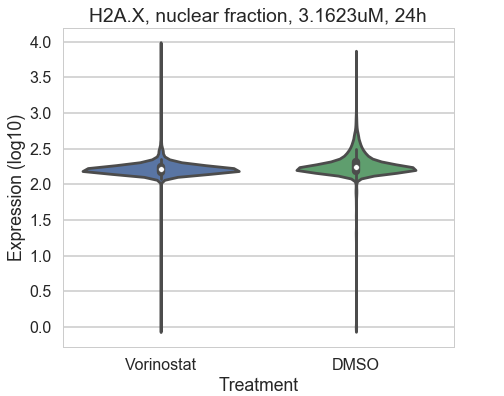 H2A.X, nuclear fraction, 3.1623uM, 24h
Expression (log10)
4.0
3.5
3.0
2.5
2.0
1.5
1.0
0.5
0.0
Vorinostat DMSO
Treatment